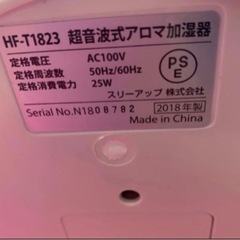 HF-T1823 超音波式アロマ加湿器
定格電圧 AC100V
定格周波数 50Hz/60Hz
定格消費電力 25W
PSE
スリーアップ 株式会社
Serial No.N1808782 2018年製
Made in China